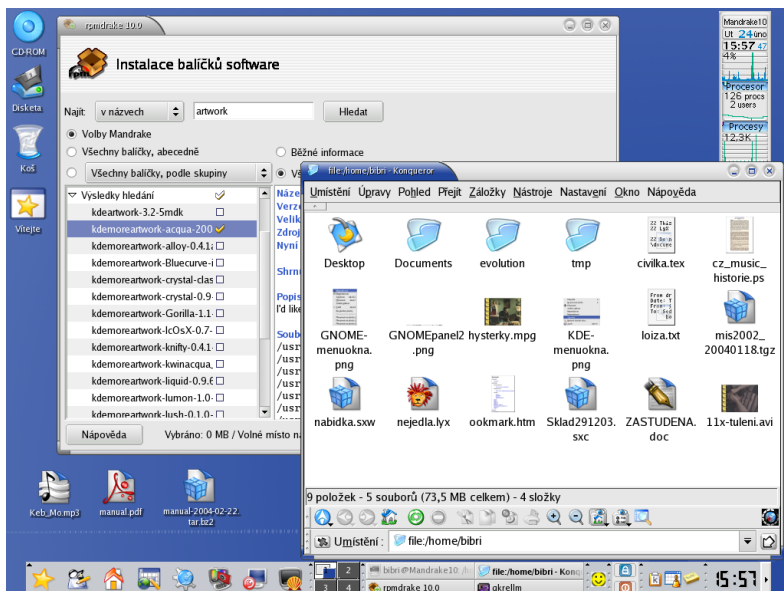 CD-ROM
Disketa
Koš
Vítejte
rpmdrake 10.0
Instalace balíčků software
Najít: v názvech artwork Hledat
Volby Mandrake
Všechny balíčky, abecedně
Běžné informace
Všechny balíčky, podle skupiny
Výsledky hledání
kdeartwork-3.2-5mdk
kdemoreartwork-acqua-200
kdemoreartwork-alloy-0.4.1
kdemoreartwork-Bluecurve-i
kdemoreartwork-crystal-clas
kdemoreartwork-crystal-0.9-
kdemoreartwork-Gorilla-1.1-
kdemoreartwork-IcOsX-0.7-
kdemoreartwork-knifty-0.4.1-
kdemoreartwork-kwinacqua,
kdemoreartwork-liquid-0.9.6
kdemoreartwork-lumon-1.0-
kdemoreartwork-lush-0.1.0-
Náze
Verz
Velik
Zdroj
Nyní
Shrnu
Popis
I'd like
Soub
/usr
/usr
/usr
/usr
/usr
/usr
Nápověda
Vybráno: 0 MB / Volné místo n
file:/home/bibri - Konqueror
Umístění Úpravy Pohled Přejít Záložky Nástroje Nastavení Okno Nápověda
Desktop
Documents
evolution
tmp
civilka.tex
cz_music_
historie.ps
GNOME-
menuokna.
png
GNOMEpanel2
.png
hysterky.mpg
KDE-
menuokna.
png
loiza.txt
mis2002_
20040118.tgz
nabidka.sxw
nejedla.lyx
ookmark.htm
Sklad291203.
sxc
ZASTUDENA.
doc
11x-tuleni.avi
9 položek - 5 souborů (73,5 MB celkem) - 4 složky
Umístění : file:/home/bibri
Mandrake10
Út 24 úno
15:57 47
4%
Procesor
126 procs
2 users
Procesy
12.3K
Keb_Mo.mp3
manual.pdf
manual-2004-02-22.
tar.bz2
2
3 4
bibri@Mandrake10: /h
file:/home/bibri - Konq
rpmdrake 10.0
gkrellm
15:57